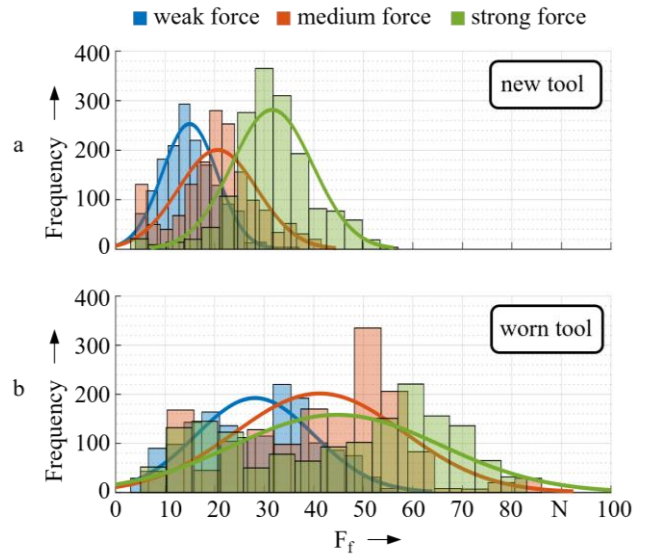 weak force medium force strong force
a
Frequency
400
300
200
100
0
new tool
b
Frequency
400
300
200
100
0
worn tool
0 10 20 30 40 50 60 70 80 N 100
Ff